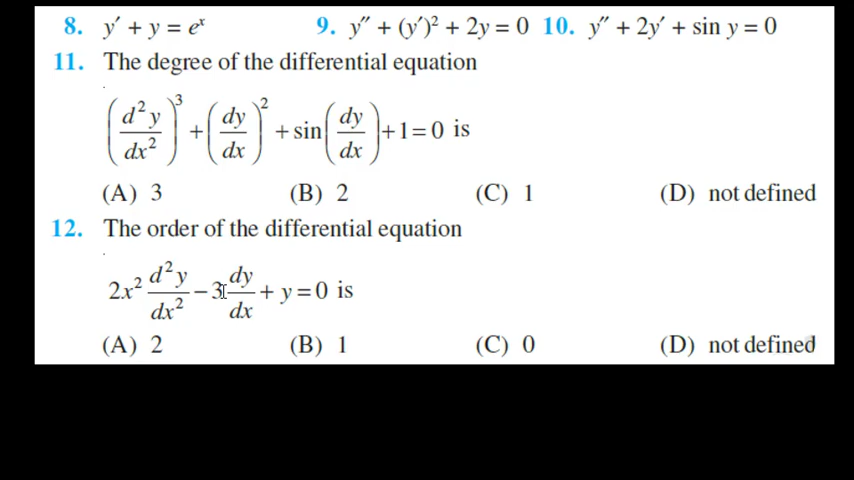 8. y′ + y = eˣ 9. y″ + (y′)² + 2y = 0 10. y″ + 2y′ + sin y = 0
11. The degree of the differential equation
(d²y/dx²)³ + (dy/dx)² + sin(dy/dx) + 1 = 0 is
(A) 3 (B) 2 (C) 1 (D) not defined
12. The order of the differential equation
2x² d²y/dx² − 3 dy/dx + y = 0 is
(A) 2 (B) 1 (C) 0 (D) not defined